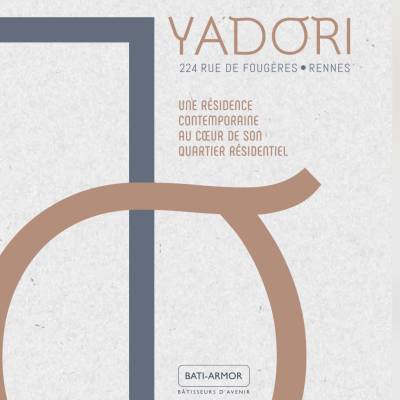 YADORI
224 RUE DE FOUGÈRES • RENNES
UNE RÉSIDENCE
CONTEMPORAINE
AU CŒUR DE SON
QUARTIER RÉSIDENTIEL
BATI-ARMOR
BÂTISSEURS D'AVENIR